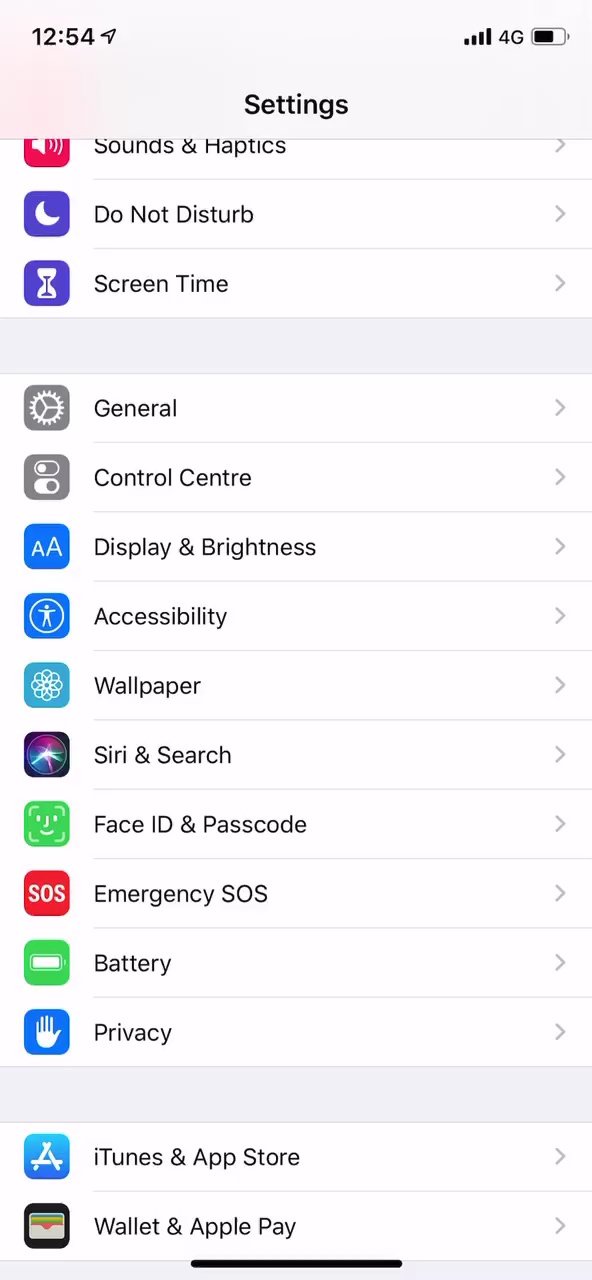 12:54
4G
Settings
Sounds & Haptics
Do Not Disturb
Screen Time
General
Control Centre
AA Display & Brightness
Accessibility
Wallpaper
Siri & Search
Face ID & Passcode
SOS Emergency SOS
Battery
Privacy
iTunes & App Store
Wallet & Apple Pay